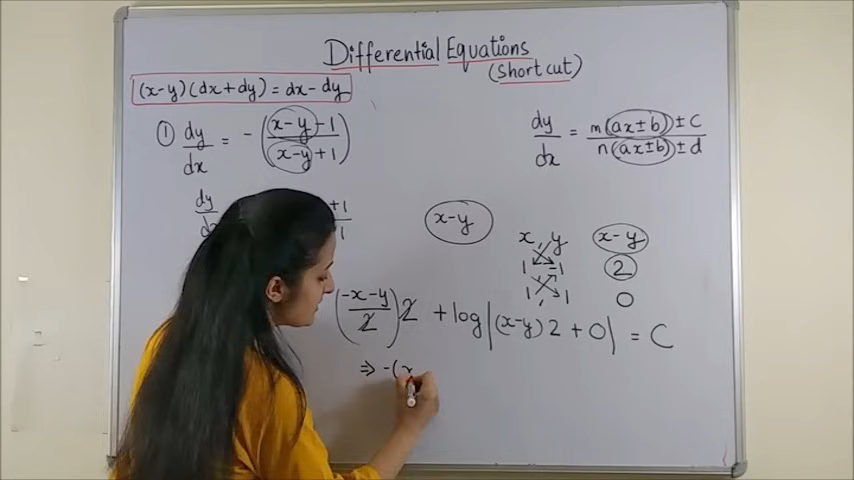 Differential Equations
(Short cut)
(x-y)(dx+dy) = dx - dy
① dy/dx = - (x-y-1 / x-y+1)
dy/dx = m(ax±b)±c / n(ax±b)±d
+1
1
x-y
x, y x-y
1 -1 2
1, 1 0
(-x-y / 2) 2 + log |(x-y) 2 + 0| = C
⇒ -(x